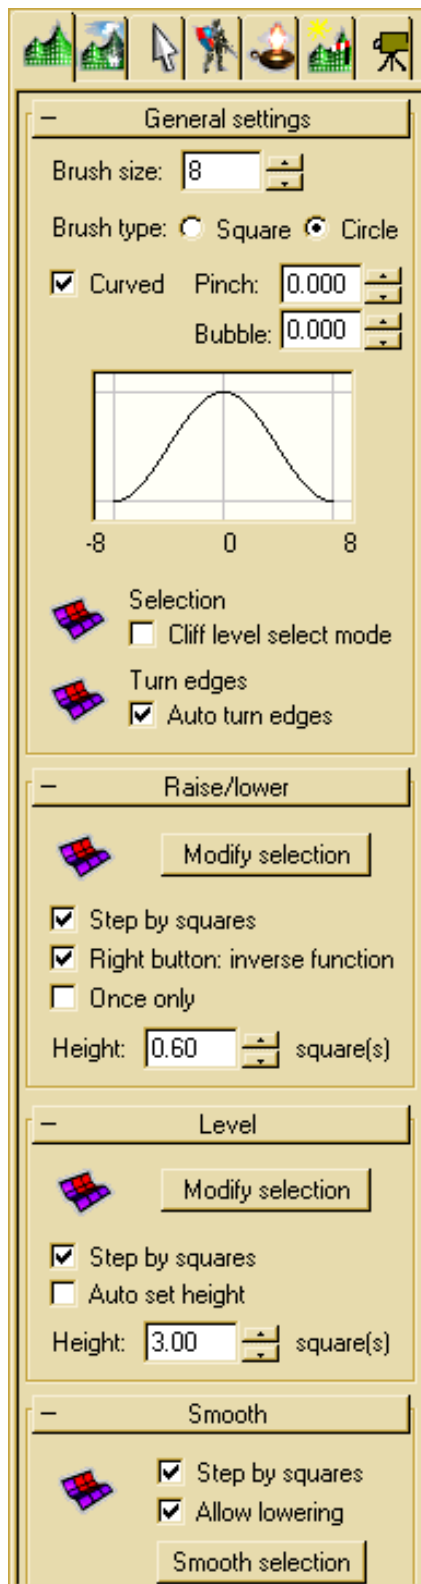 General settings
Brush size: 8
Brush type: Square Circle
Curved Pinch: 0.000
Bubble: 0.000
-8 0 8
Selection
Cliff level select mode
Turn edges
Auto turn edges
Raise/lower
Modify selection
Step by squares
Right button: inverse function
Once only
Height: 0.60 square(s)
Level
Modify selection
Step by squares
Auto set height
Height: 3.00 square(s)
Smooth
Step by squares
Allow lowering
Smooth selection